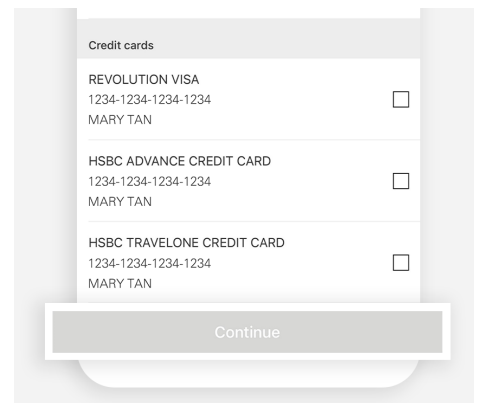 Credit cards
REVOLUTION VISA
1234-1234-1234-1234
MARY TAN
HSBC ADVANCE CREDIT CARD
1234-1234-1234-1234
MARY TAN
HSBC TRAVELONE CREDIT CARD
1234-1234-1234-1234
MARY TAN
Continue